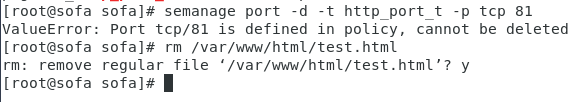 [root@sofa sofa]# semanage port -d -t http_port_t -p tcp 81
ValueError: Port tcp/81 is defined in policy, cannot be deleted
[root@sofa sofa]# rm /var/www/html/test.html
rm: remove regular file ‘/var/www/html/test.html’? y
[root@sofa sofa]#